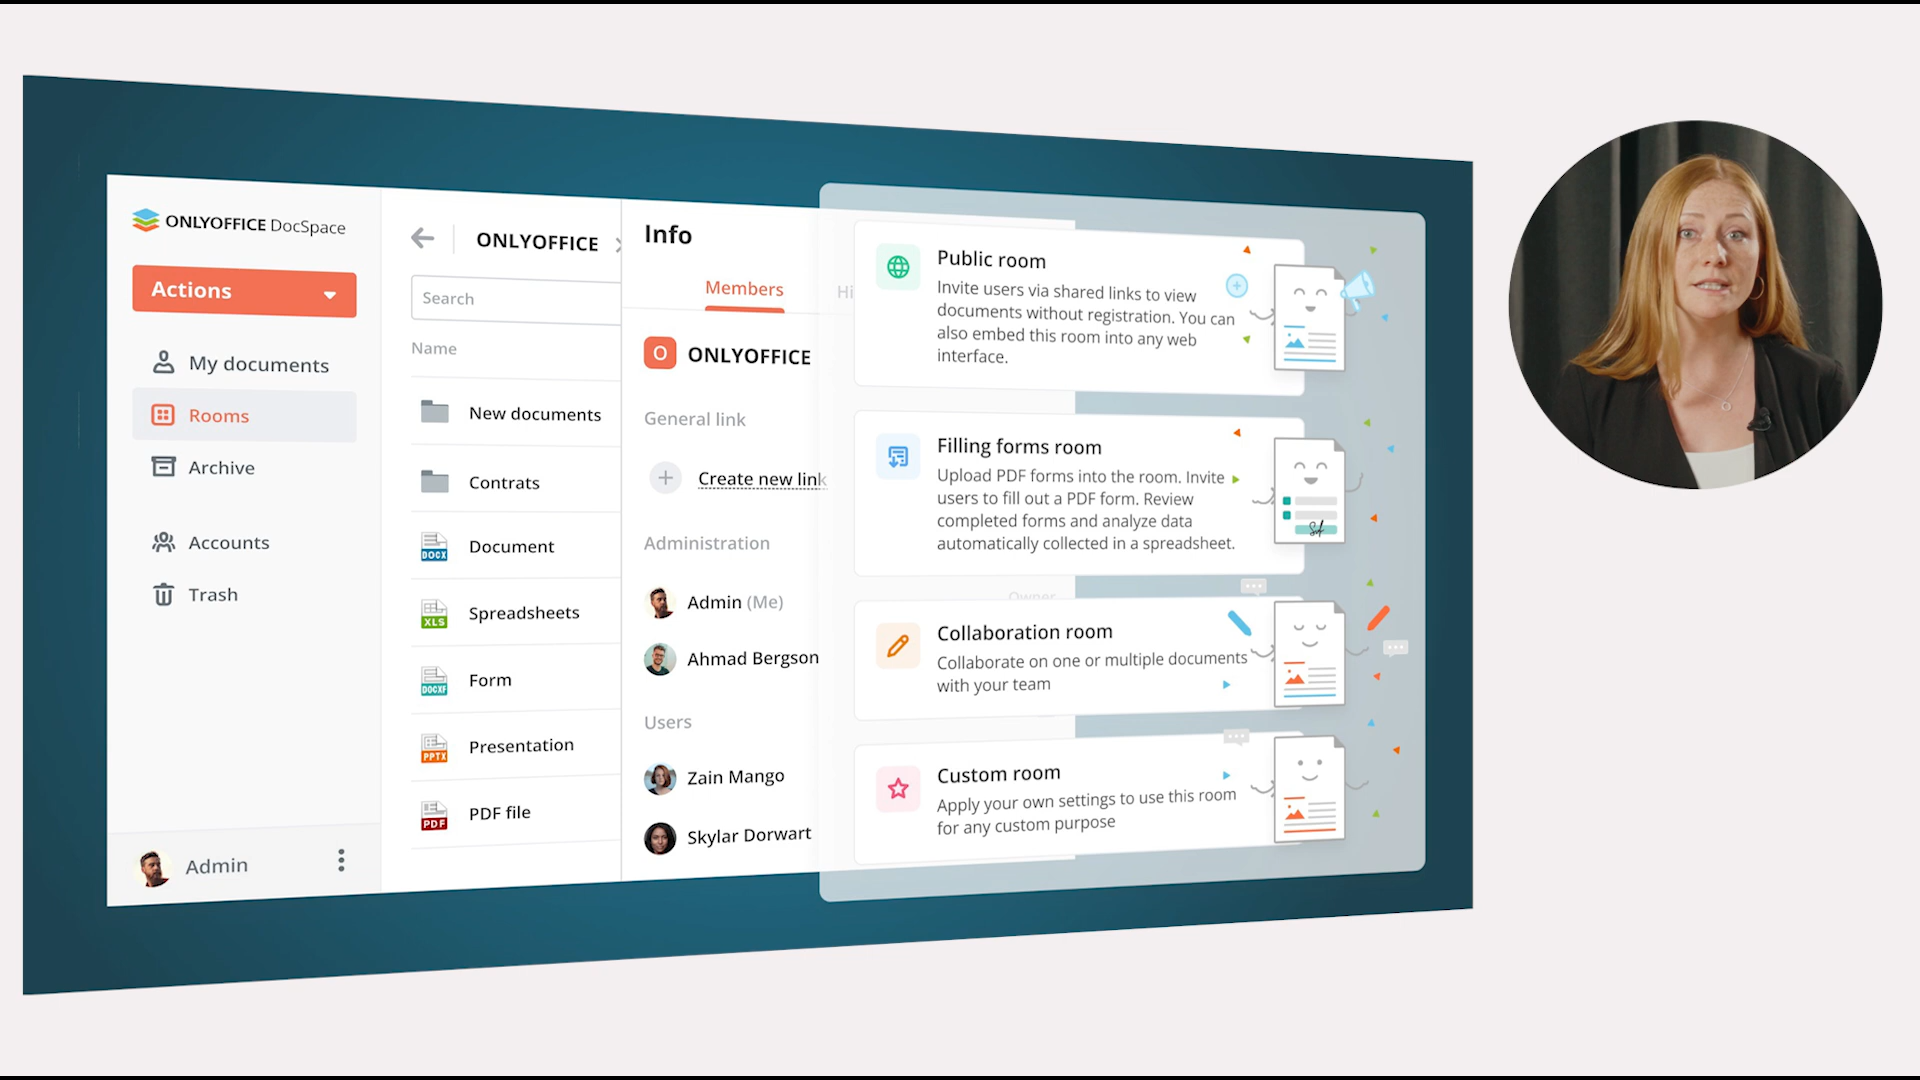 ONLYOFFICE DocSpace
Actions
My documents
Rooms
Archive
Accounts
Trash
Admin
ONLYOFFICE
Search
Name
New documents
Contrats
DOCX
Document
XLS
Spreadsheets
DOCXF
Form
PPTX
Presentation
PDF
PDF file
Info
Members
Hi
O
ONLYOFFICE
General link
Create new link
Administration
Admin (Me)
Owner
Ahmad Bergson
Users
Zain Mango
Skylar Dorwart
Public room
Invite users via shared links to view
documents without registration. You can
also embed this room into any web
interface.
Filling forms room
Upload PDF forms into the room. Invite
users to fill out a PDF form. Review
completed forms and analyze data
automatically collected in a spreadsheet.
Collaboration room
Collaborate on one or multiple documents
with your team
Custom room
Apply your own settings to use this room
for any custom purpose